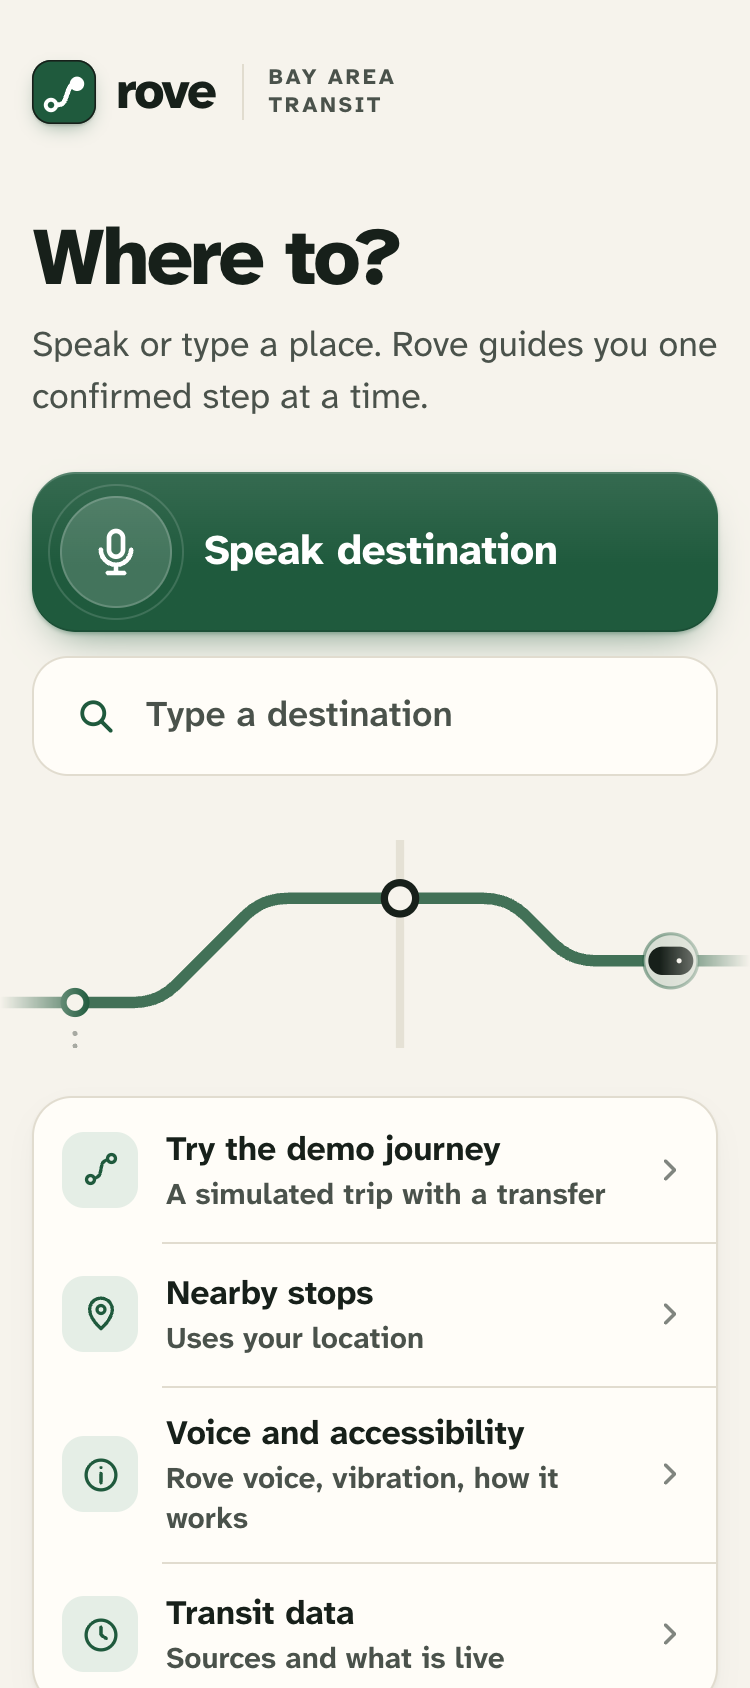 rove
BAY AREA
TRANSIT
Where to?
Speak or type a place. Rove guides you one
confirmed step at a time.
Speak destination
Type a destination
Try the demo journey
A simulated trip with a transfer
Nearby stops
Uses your location
Voice and accessibility
Rove voice, vibration, how it
works
Transit data
Sources and what is live